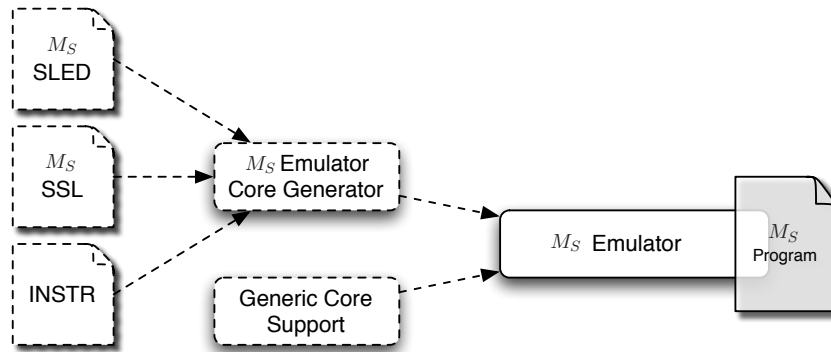 M_S
SLED
M_S
SSL
INSTR
M_S Emulator
Core Generator
Generic Core
Support
M_S Emulator
M_S
Program